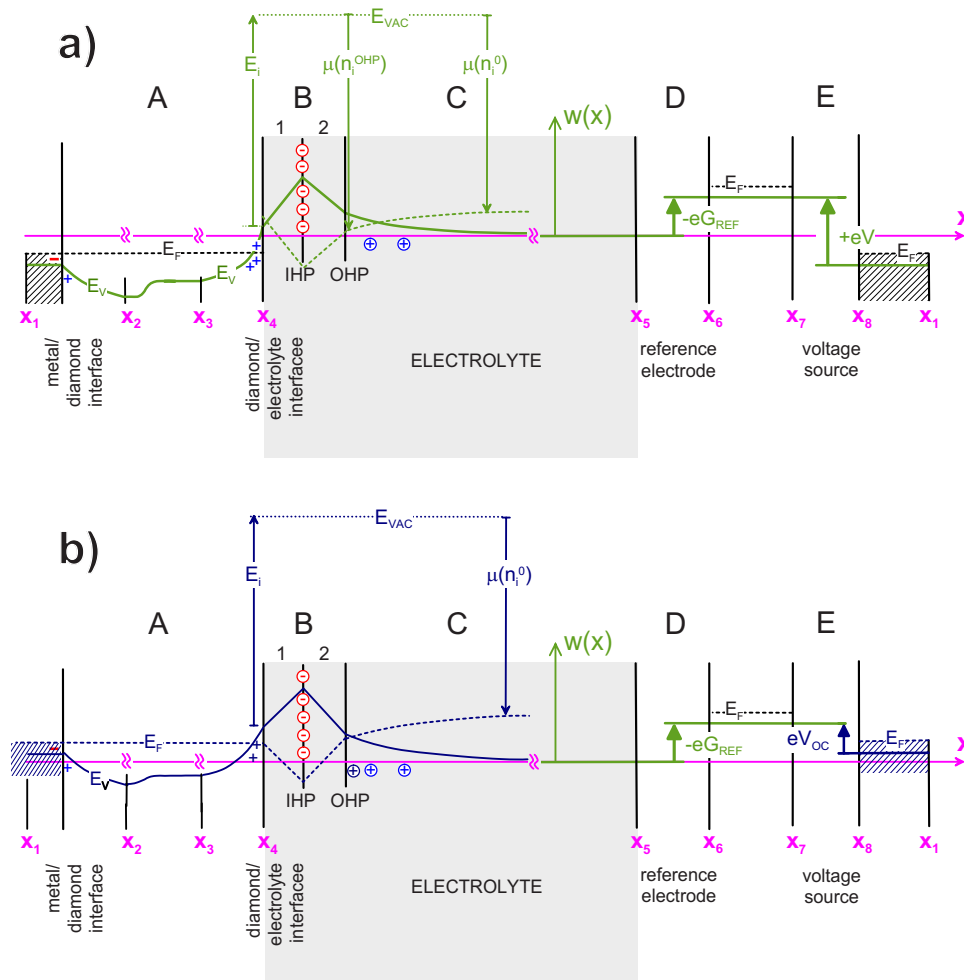 a)
E_VAC
E_i
μ(n_i^OHP)
μ(n_i^0)
A
B
C
D
E
1
2
w(x)
E_F
-eG_REF
+eV
x
E_F
E_F
E_V
E_V
IHP
OHP
x_1
x_2
x_3
x_4
x_5
x_6
x_7
x_8
x_1
metal/
diamond
interface
diamond/
electrolyte
interfacee
ELECTROLYTE
reference
electrode
voltage
source
b)
E_VAC
E_i
μ(n_i^0)
A
B
C
D
E
1
2
w(x)
E_F
-eG_REF
eV_OC
x
E_F
E_F
E_V
IHP
OHP
x_1
x_2
x_3
x_4
x_5
x_6
x_7
x_8
x_1
metal/
diamond
interface
diamond/
electrolyte
interfacee
ELECTROLYTE
reference
electrode
voltage
source